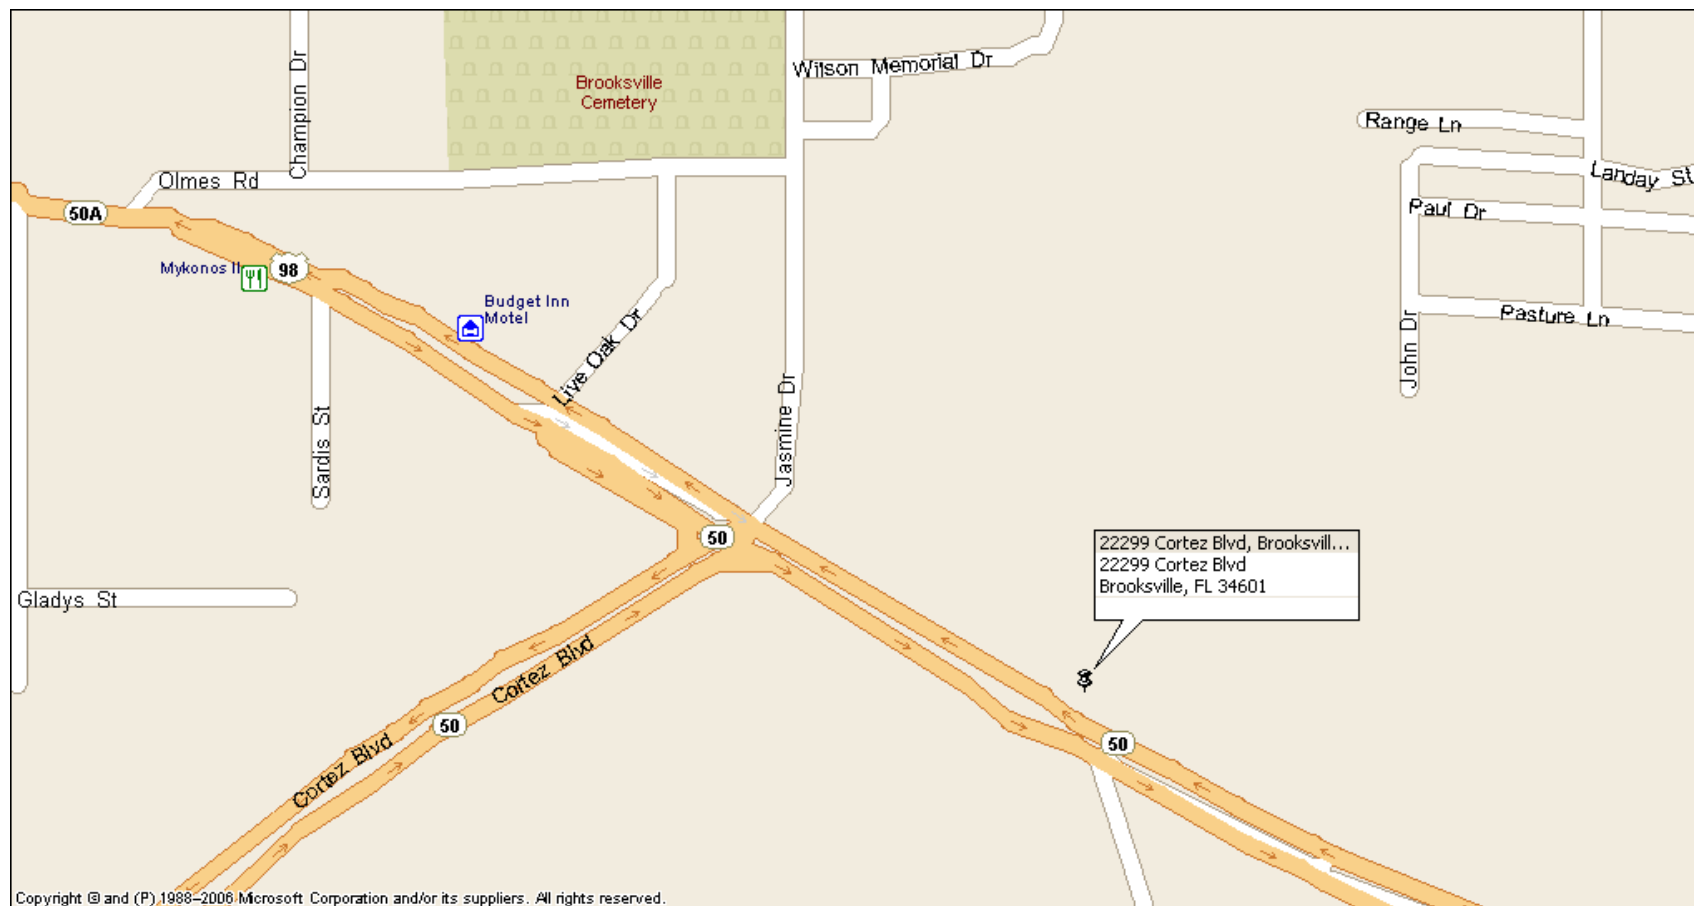 Champion Dr
Brooksville
Cemetery
Wilson Memorial Dr
Range Ln
Landay St
Olmes Rd
Paul Dr
50A
Mykonos II
98
Budget Inn
Motel
Pasture Ln
Live Oak Dr
John Dr
Jasmine Dr
Sardis St
50
22299 Cortez Blvd, Brooksvill...
22299 Cortez Blvd
Brooksville, FL 34601
Gladys St
Cortez Blvd
50
50
Cortez Blvd
Copyright © and (P) 1988–2006 Microsoft Corporation and/or its suppliers. All rights reserved.